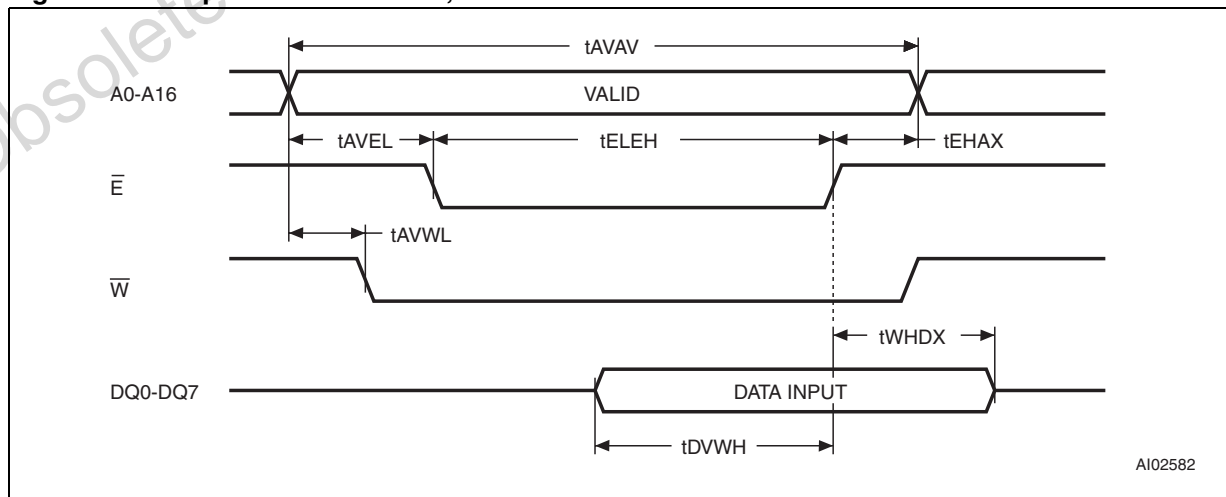 tAVAV
A0-A16
VALID
tAVEL
tELEH
tEHAX
E
tAVWL
W
tWHDX
DQ0-DQ7
DATA INPUT
tDVWH
AI02582